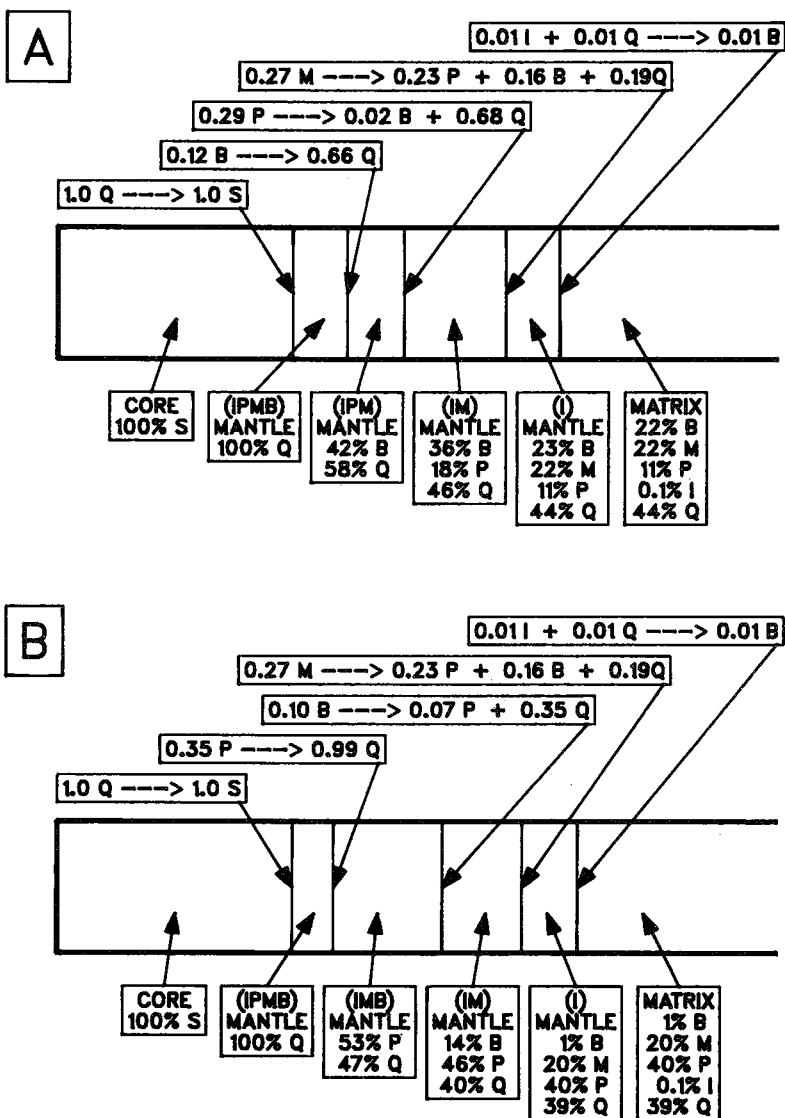 A
0.01 I + 0.01 Q ---> 0.01 B
0.27 M ---> 0.23 P + 0.16 B + 0.19Q
0.29 P ---> 0.02 B + 0.68 Q
0.12 B ---> 0.66 Q
1.0 Q ---> 1.0 S
CORE
100% S
(IPMB)
MANTLE
100% Q
(IPM)
MANTLE
42% B
58% Q
(IM)
MANTLE
36% B
18% P
46% Q
(I)
MANTLE
23% B
22% M
11% P
44% Q
MATRIX
22% B
22% M
11% P
0.1% I
44% Q
B
0.01 I + 0.01 Q ---> 0.01 B
0.27 M ---> 0.23 P + 0.16 B + 0.19Q
0.10 B ---> 0.07 P + 0.35 Q
0.35 P ---> 0.99 Q
1.0 Q ---> 1.0 S
CORE
100% S
(IPMB)
MANTLE
100% Q
(IMB)
MANTLE
53% P
47% Q
(IM)
MANTLE
14% B
46% P
40% Q
(I)
MANTLE
1% B
20% M
40% P
39% Q
MATRIX
1% B
20% M
40% P
0.1% I
39% Q